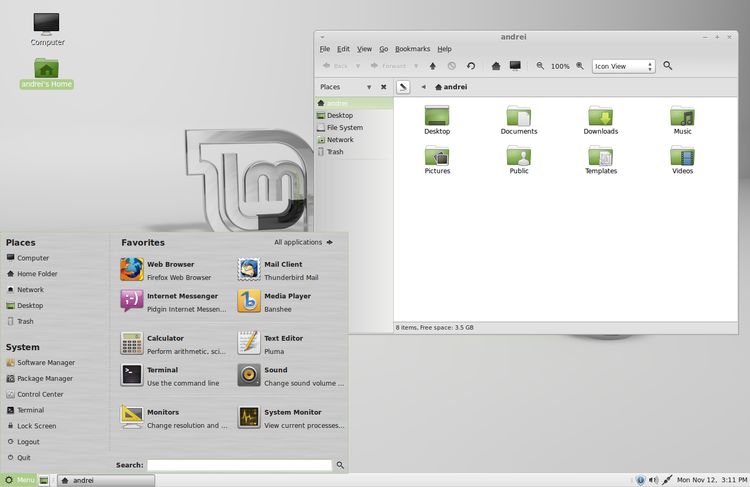 Computer
andrei's Home
andrei
File Edit View Go Bookmarks Help
Back Forward 100% Icon View
Places andrei
andrei
Desktop
File System
Network
Trash
Desktop Documents Downloads Music
Pictures Public Templates Videos
8 items, Free space: 3.5 GB
Places
Computer
Home Folder
Network
Desktop
Trash
System
Software Manager
Package Manager
Control Center
Terminal
Lock Screen
Logout
Quit
Favorites All applications
Web Browser Mail Client
Firefox Web Browser Thunderbird Mail
Internet Messenger Media Player
Pidgin Internet Messen... Banshee
Calculator Text Editor
Perform arithmetic, sci... Pluma
Terminal Sound
Use the command line Change sound volume ...
Monitors System Monitor
Change resolution and ... View current processes...
Search:
Menu andrei Mon Nov 12, 3:11 PM